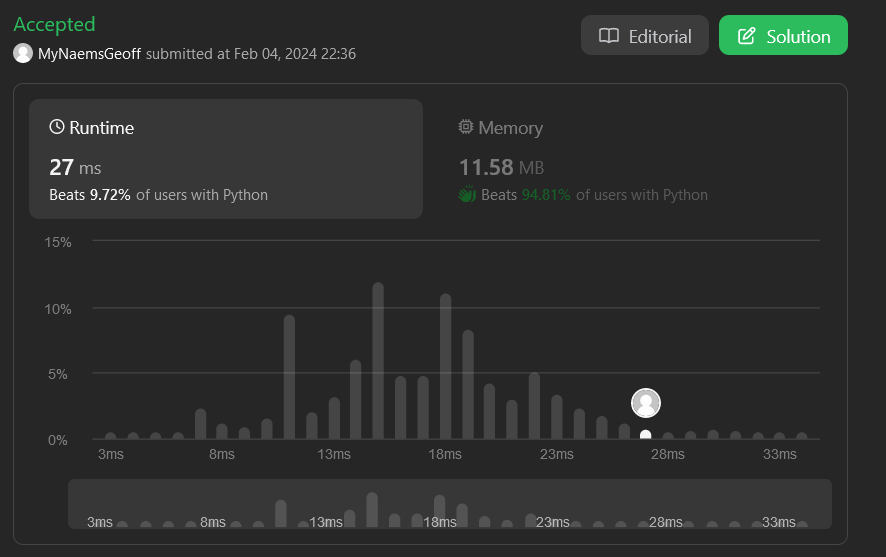 Accepted
Editorial
Solution
MyNaemsGeoff submitted at Feb 04, 2024 22:36
Runtime
27 ms
Beats 9.72% of users with Python
Memory
11.58 MB
Beats 94.81% of users with Python
15%
10%
5%
0%
3ms 8ms 13ms 18ms 23ms 28ms 33ms
3ms 8ms 13ms 18ms 23ms 28ms 33ms